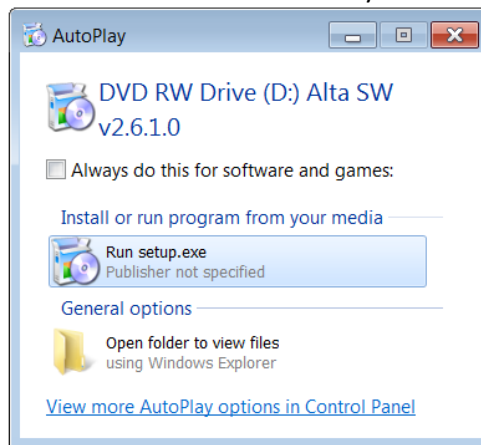 AutoPlay
DVD RW Drive (D:) Alta SW
v2.6.1.0
Always do this for software and games:
Install or run program from your media
Run setup.exe
Publisher not specified
General options
Open folder to view files
using Windows Explorer
View more AutoPlay options in Control Panel